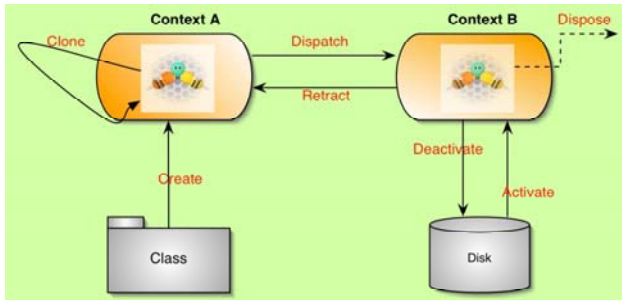 Context A
Context B
Dispose
Clone
Dispatch
Retract
Deactivate
Create
Activate
Class
Disk